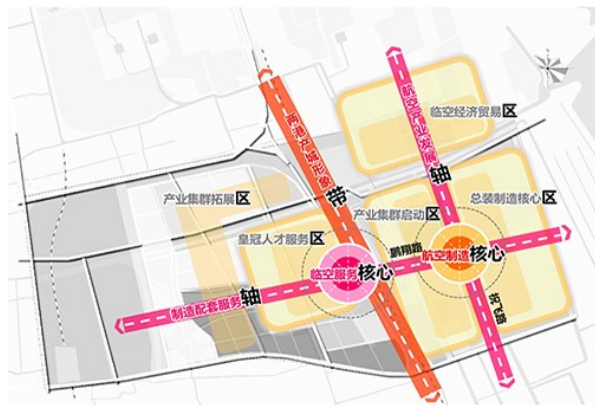 临空经济贸易区
航空产业发展轴
两港产城形象带
产业集群拓展区
产业集群启动区
总装制造核心区
皇冠人才服务区
鹏翔路
临空服务核心
航空制造核心
制造配套服务轴